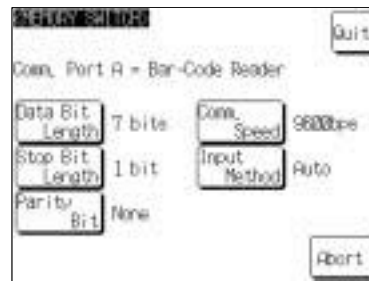 <MEMORY SWITCH>
Quit
Comm. Port A = Bar-Code Reader
Data Bit Length 7 bits
Comm. Speed 9600bps
Stop Bit Length 1 bit
Input Method Auto
Parity Bit None
Abort